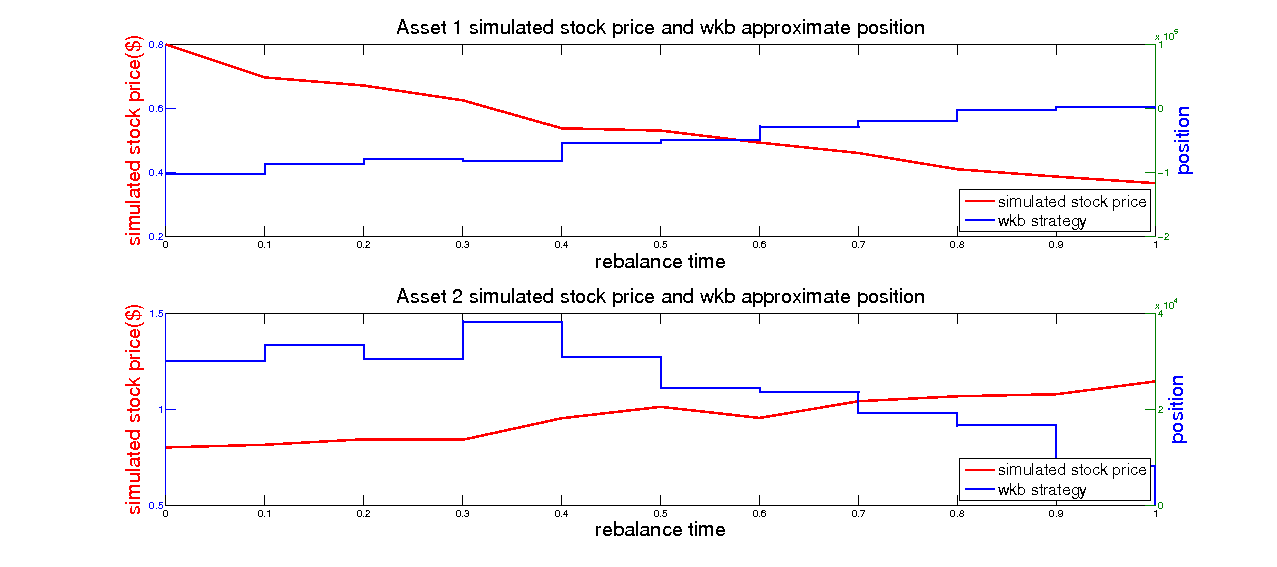 Asset 1 simulated stock price and wkb approximate position
x 10^5
simulated stock price($)
0.8
0.6
0.4
0.2
1
0
-1
-2
position
simulated stock price
wkb strategy
0 0.1 0.2 0.3 0.4 0.5 0.6 0.7 0.8 0.9 1
rebalance time
Asset 2 simulated stock price and wkb approximate position
x 10^4
simulated stock price($)
1.5
1
0.5
4
2
0
position
simulated stock price
wkb strategy
0 0.1 0.2 0.3 0.4 0.5 0.6 0.7 0.8 0.9 1
rebalance time